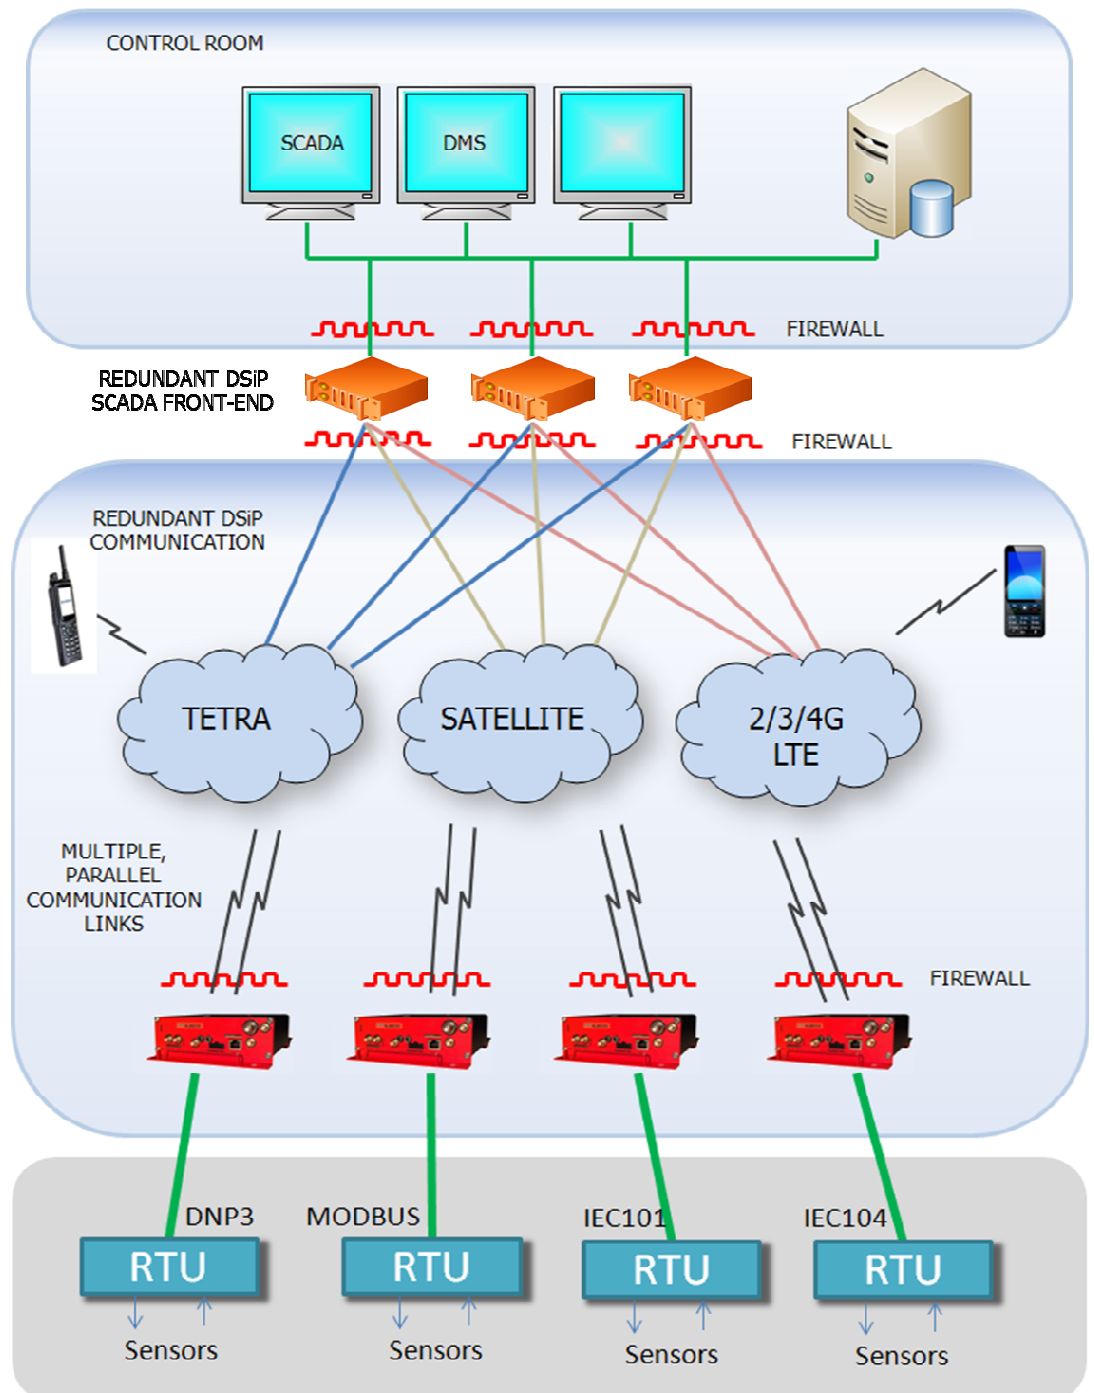 CONTROL ROOM
SCADA
DMS
FIREWALL
REDUNDANT DSiP
SCADA FRONT-END
FIREWALL
REDUNDANT DSiP
COMMUNICATION
TETRA
SATELLITE
2/3/4G
LTE
MULTIPLE,
PARALLEL
COMMUNICATION
LINKS
FIREWALL
DNP3
MODBUS
IEC101
IEC104
RTU
RTU
RTU
RTU
Sensors
Sensors
Sensors
Sensors